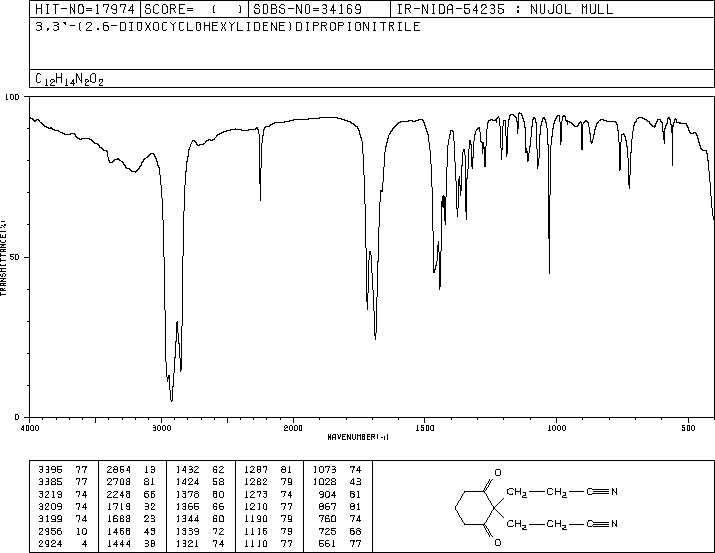 HIT-NO=17974 SCORE= ( ) SDBS-NO=34169 IR-NIDA-54235 : NUJOL MULL
3,3'-(2,6-DIOXOCYCLOHEXYLIDENE)DIPROPIONITRILE
C12H14N2O2
100
TRANSMITTANCE(%)
50
0
4000 3000 2000 1500 1000 500
WAVENUMBER(-1)
3395 77 2864 13 1432 62 1287 81 1073 74
3385 77 2708 81 1424 58 1282 79 1028 43
3219 74 2248 66 1378 60 1273 74 904 81
3209 74 1719 32 1366 66 1210 77 867 81
3199 74 1688 23 1344 60 1190 79 760 74
2956 10 1468 43 1339 72 1116 79 725 68
2924 4 1444 38 1321 74 1110 77 561 77
O
CH2 CH2 C N
CH2 CH2 C N
O